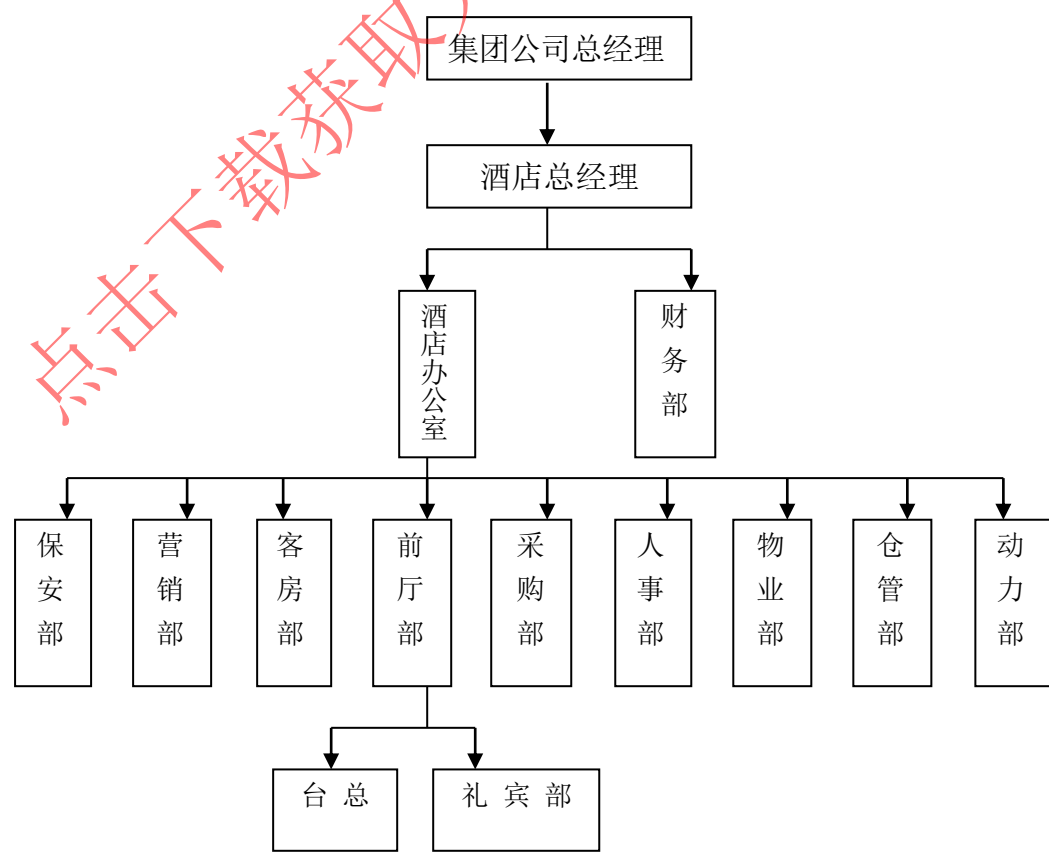 集团公司总经理
酒店总经理
酒店办公室
财务部
保安部
营销部
客房部
前厅部
采购部
人事部
物业部
仓管部
动力部
台 总
礼 宾 部
点击下载获取